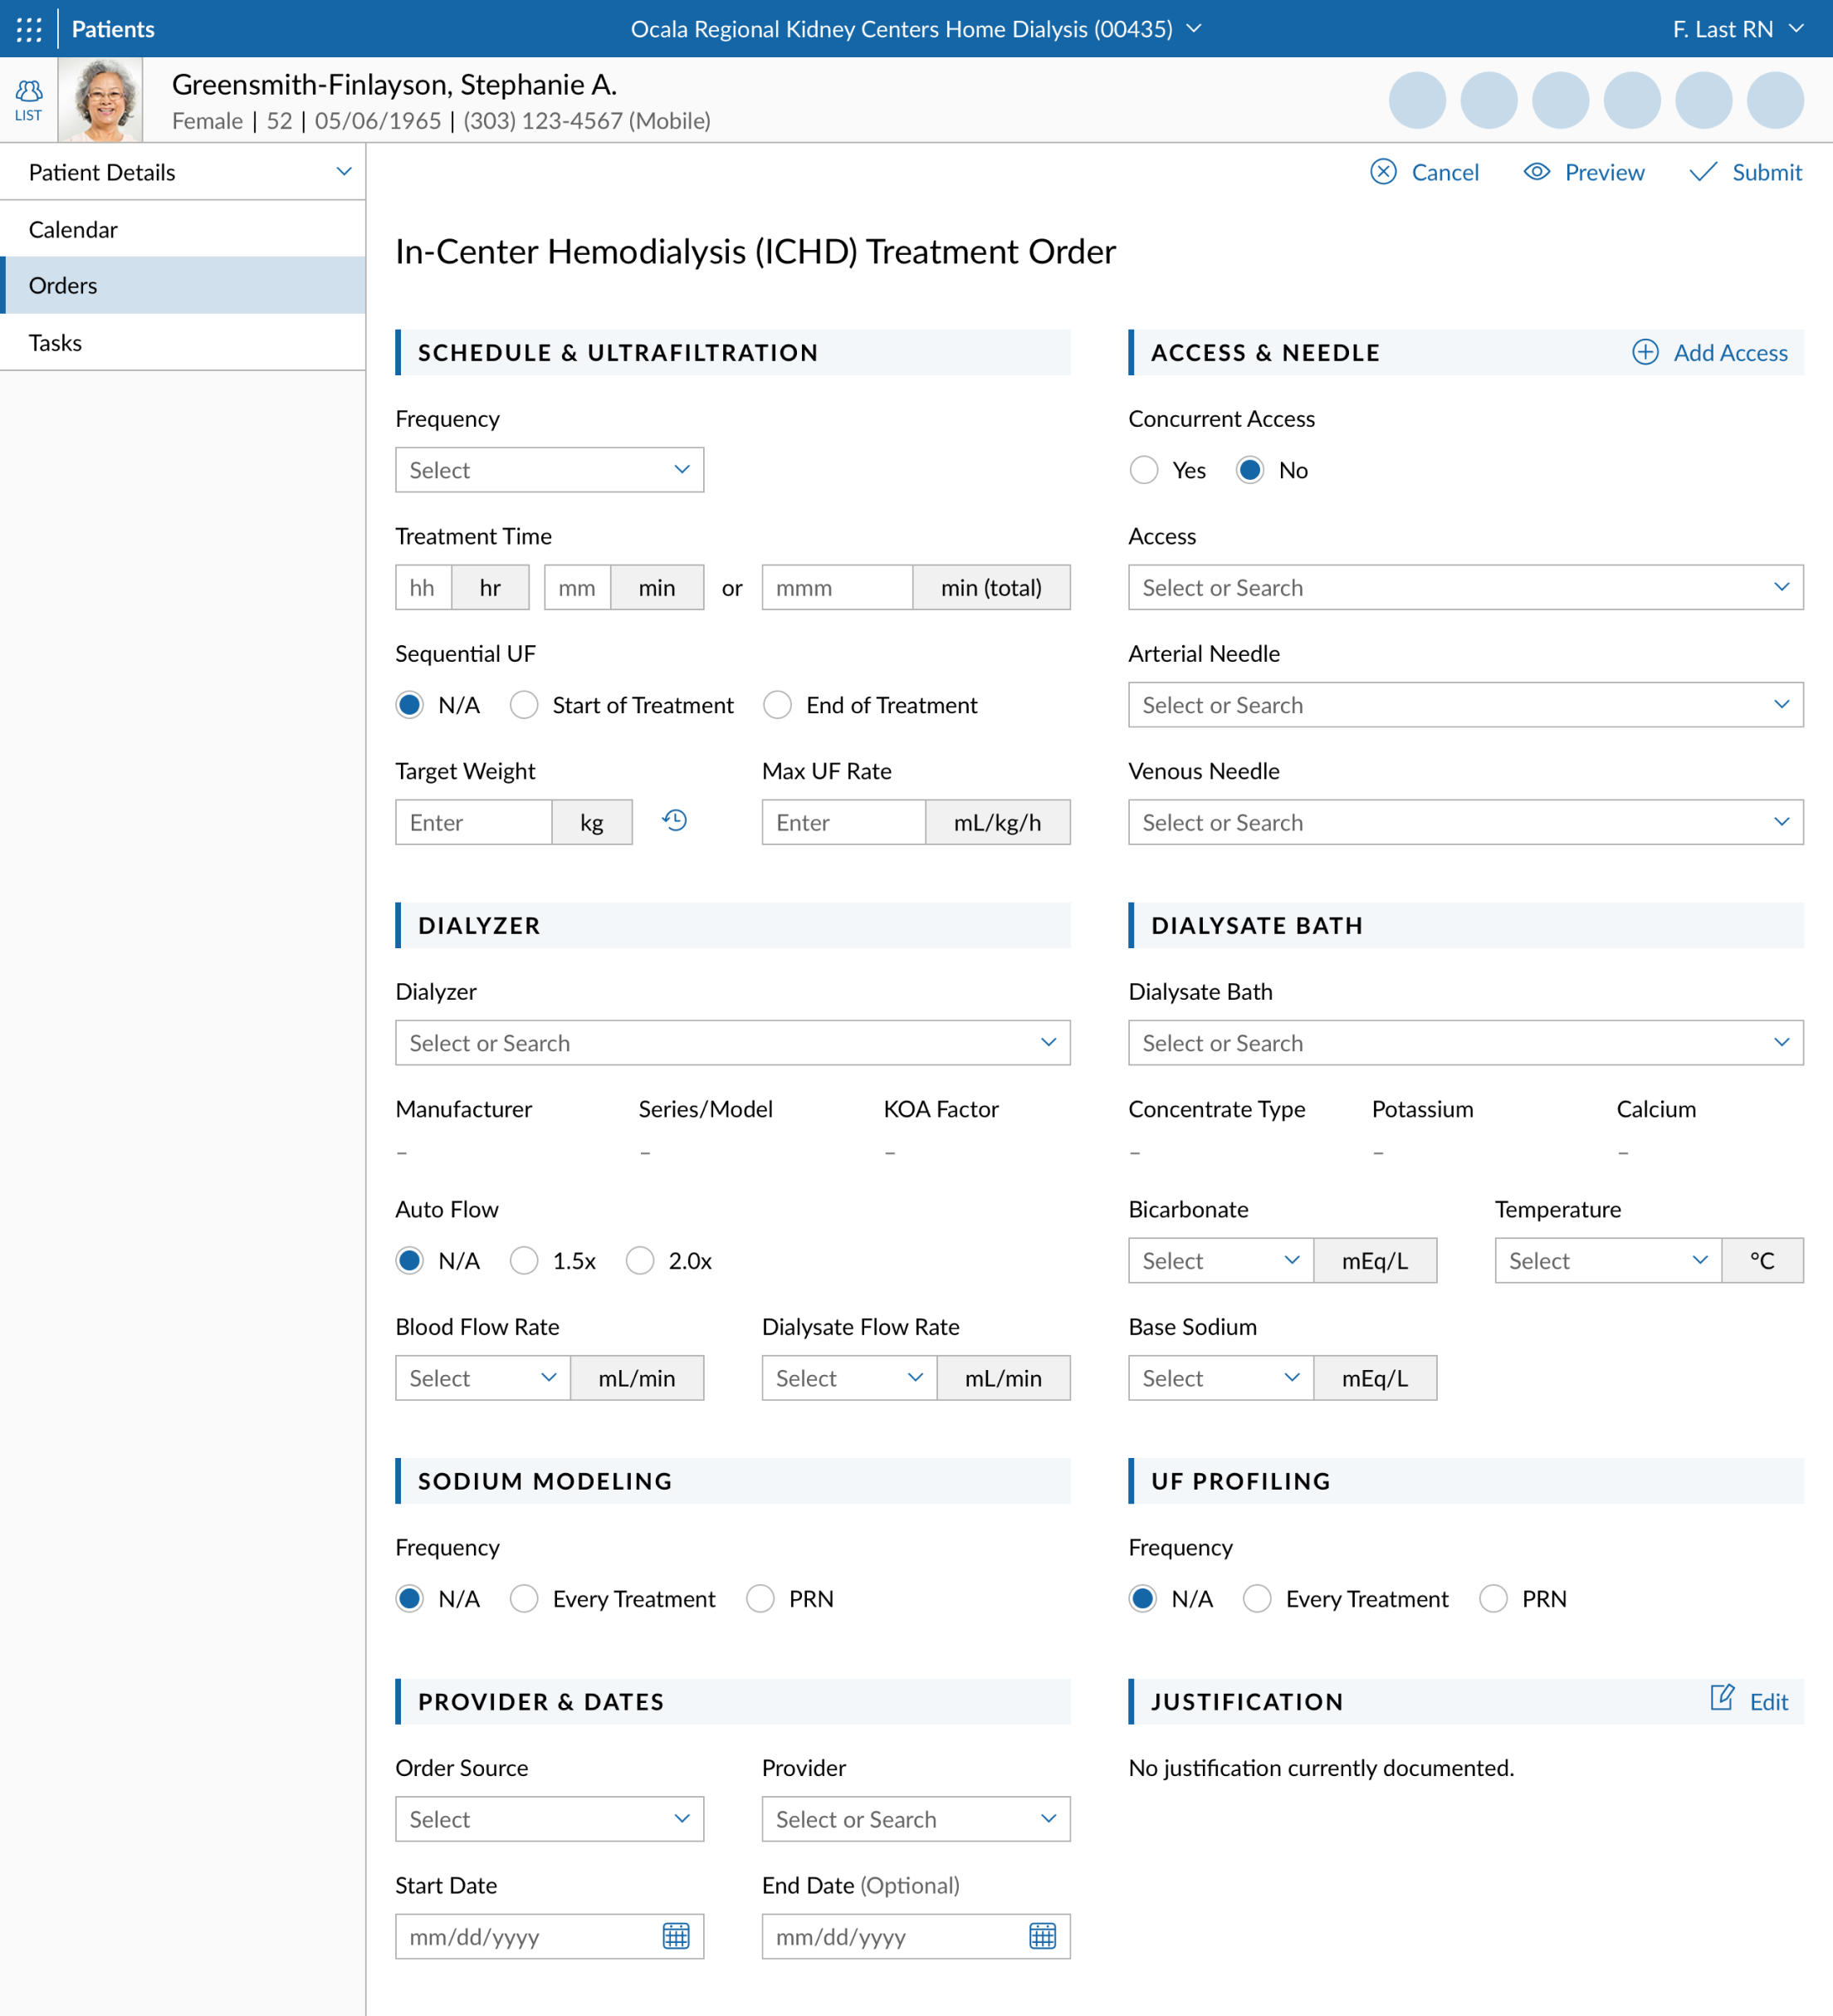 Patients
Ocala Regional Kidney Centers Home Dialysis (00435)
F. Last RN
LIST
Greensmith-Finlayson, Stephanie A.
Female | 52 | 05/06/1965 | (303) 123-4567 (Mobile)
Patient Details
Calendar
Orders
Tasks
Cancel
Preview
Submit
In-Center Hemodialysis (ICHD) Treatment Order
SCHEDULE & ULTRAFILTRATION
Frequency
Select
Treatment Time
hh hr mm min or mmm min (total)
Sequential UF
N/A Start of Treatment End of Treatment
Target Weight Max UF Rate
Enter kg Enter mL/kg/h
ACCESS & NEEDLE Add Access
Concurrent Access
Yes No
Access
Select or Search
Arterial Needle
Select or Search
Venous Needle
Select or Search
DIALYZER
Dialyzer
Select or Search
Manufacturer Series/Model KOA Factor
– – –
Auto Flow
N/A 1.5x 2.0x
Blood Flow Rate Dialysate Flow Rate
Select mL/min Select mL/min
DIALYSATE BATH
Dialysate Bath
Select or Search
Concentrate Type Potassium Calcium
– – –
Bicarbonate Temperature
Select mEq/L Select °C
Base Sodium
Select mEq/L
SODIUM MODELING
Frequency
N/A Every Treatment PRN
UF PROFILING
Frequency
N/A Every Treatment PRN
PROVIDER & DATES
Order Source Provider
Select Select or Search
Start Date End Date (Optional)
mm/dd/yyyy mm/dd/yyyy
JUSTIFICATION Edit
No justification currently documented.